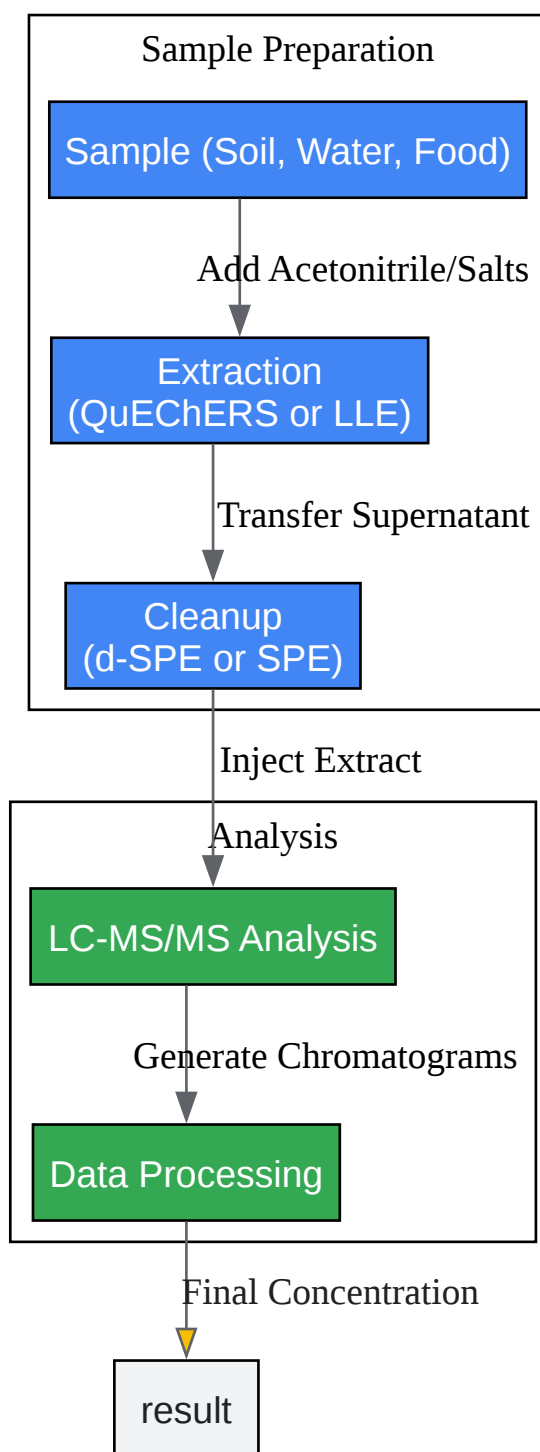 Sample Preparation
Sample (Soil, Water, Food)
Add Acetonitrile/Salts
Extraction
(QuEChERS or LLE)
Transfer Supernatant
Cleanup
(d-SPE or SPE)
Inject Extract
Analysis
LC-MS/MS Analysis
Generate Chromatograms
Data Processing
Final Concentration
result